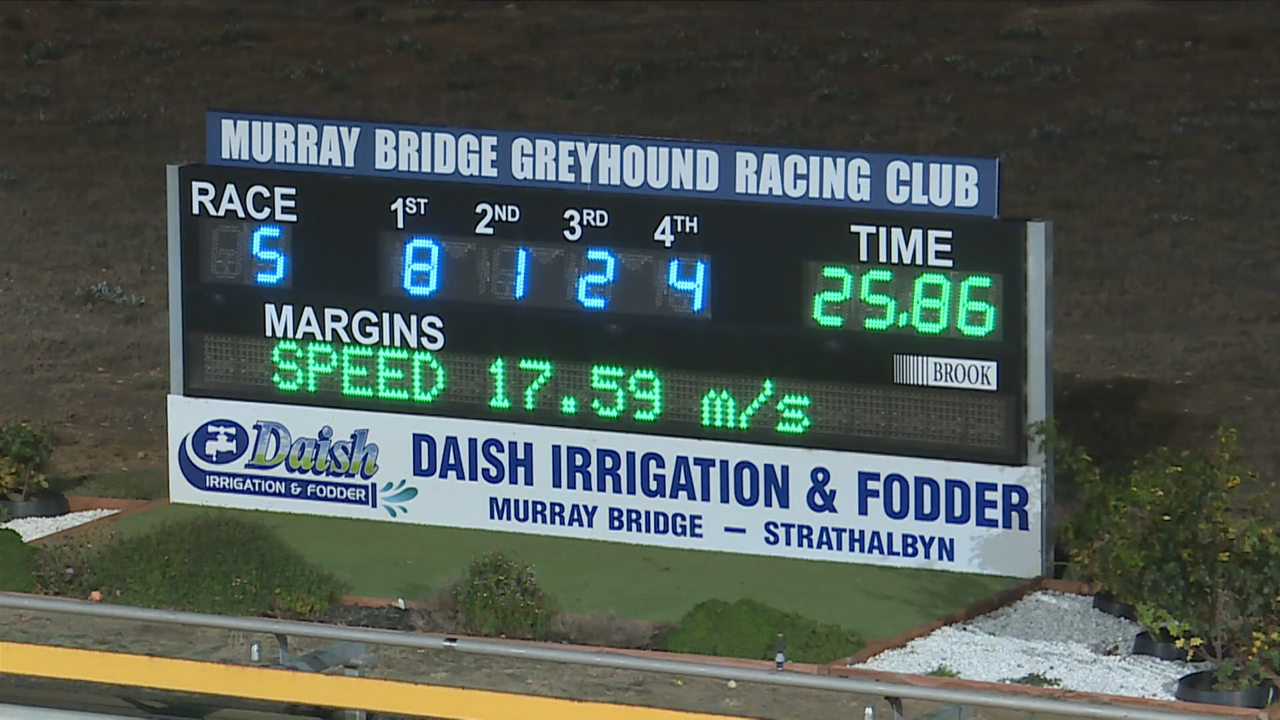 MURRAY BRIDGE GREYHOUND RACING CLUB
RACE 1ST 2ND 3RD 4TH TIME
5 8 1 2 4 25.86
MARGINS
SPEED 17.59 m/s
BROOK
Daish
IRRIGATION & FODDER
DAISH IRRIGATION & FODDER
MURRAY BRIDGE – STRATHALBYN